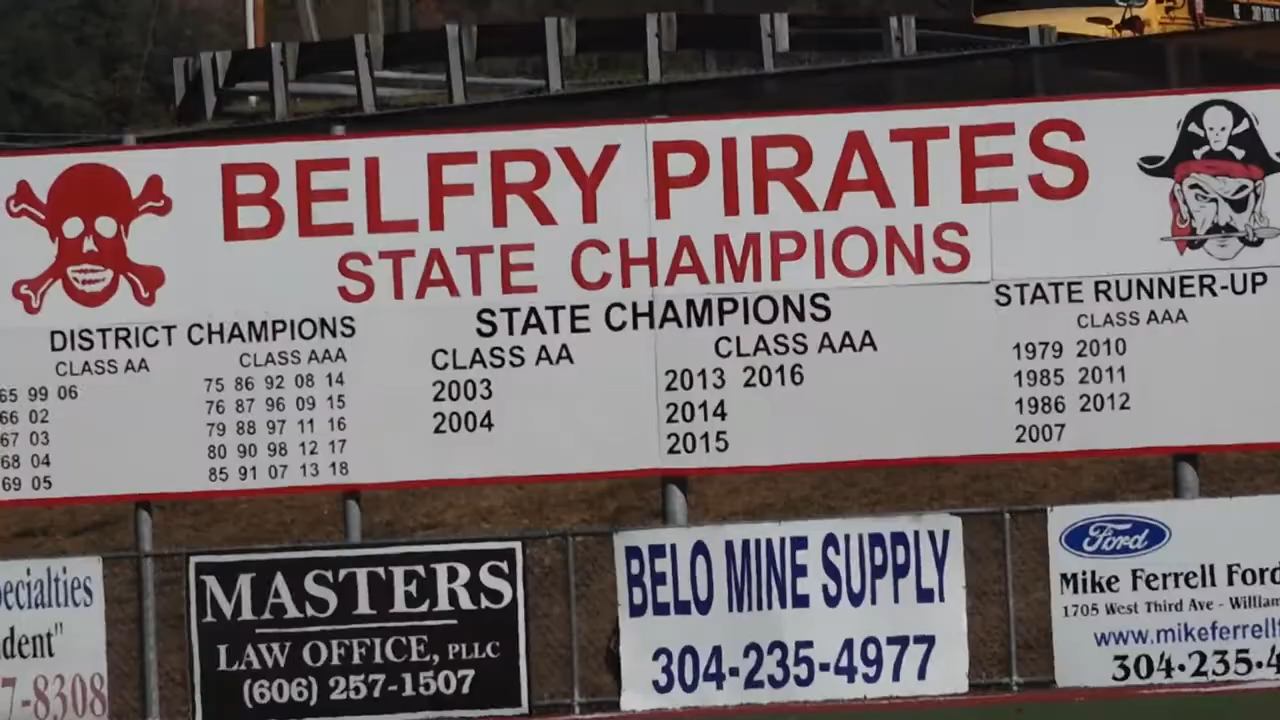 BELFRY PIRATES
STATE CHAMPIONS
DISTRICT CHAMPIONS
CLASS AA
65 99 06
66 02
67 03
68 04
69 05
CLASS AAA
75 86 92 08 14
76 87 96 09 15
79 88 97 11 16
80 90 98 12 17
85 91 07 13 18
STATE CHAMPIONS
CLASS AA
2003
2004
CLASS AAA
2013 2016
2014
2015
STATE RUNNER-UP
CLASS AAA
1979 2010
1985 2011
1986 2012
2007
ecialties
dent"
7-8308
MASTERS
LAW OFFICE, PLLC
(606) 257-1507
BELO MINE SUPPLY
304-235-4977
Ford
Mike Ferrell Ford
1705 West Third Ave - William
www.mikeferrellf
304·235·4